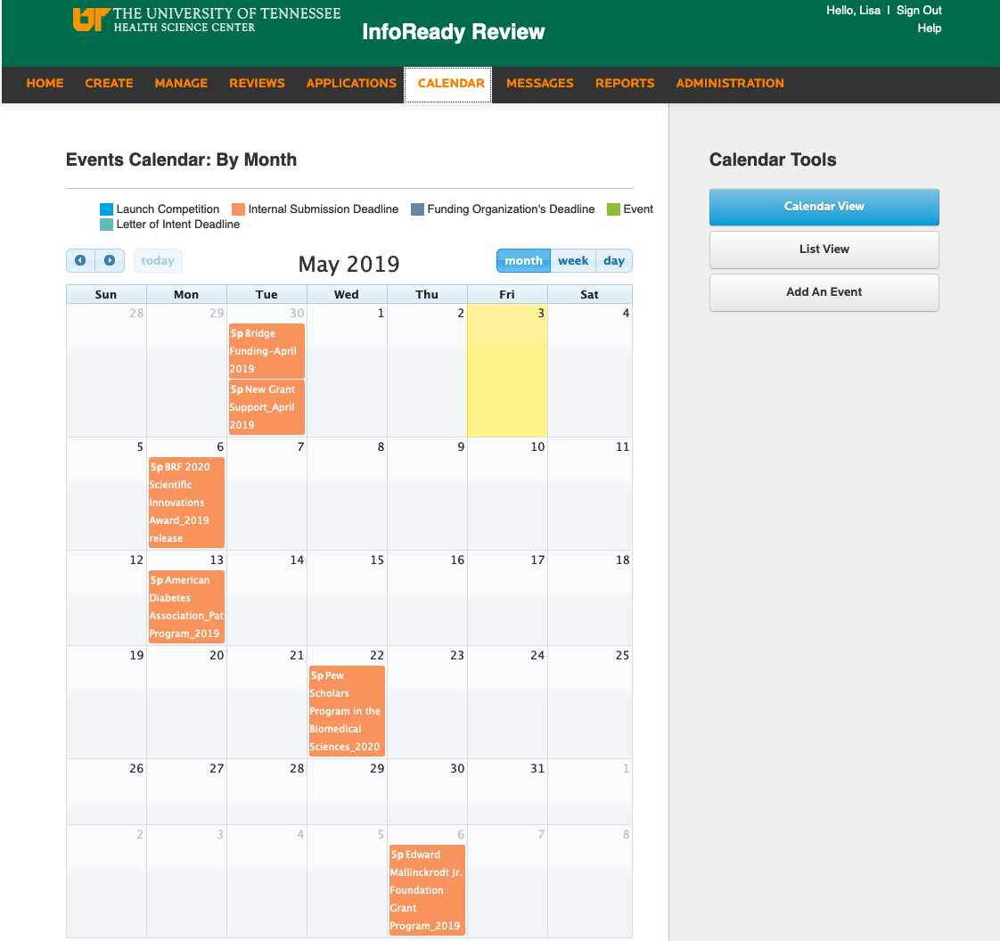 UT THE UNIVERSITY OF TENNESSEE
HEALTH SCIENCE CENTER
InfoReady Review
Hello, Lisa | Sign Out
Help
HOME CREATE MANAGE REVIEWS APPLICATIONS CALENDAR MESSAGES REPORTS ADMINISTRATION
Events Calendar: By Month
Launch Competition Internal Submission Deadline Funding Organization's Deadline Event
Letter of Intent Deadline
today
May 2019
month week day
Sun Mon Tue Wed Thu Fri Sat
28 29 30 1 2 3 4
5p Bridge
Funding-April
2019
5p New Grant
Support_April
2019
5 6 7 8 9 10 11
5p BRF 2020
Scientific
Innovations
Award_2019
release
12 13 14 15 16 17 18
5p American
Diabetes
Association_Pat
Program_2019
19 20 21 22 23 24 25
5p Pew
Scholars
Program in the
Biomedical
Sciences_2020
26 27 28 29 30 31 1
2 3 4 5 6 7 8
5p Edward
Mallinckrodt Jr.
Foundation
Grant
Program_2019
Calendar Tools
Calendar View
List View
Add An Event